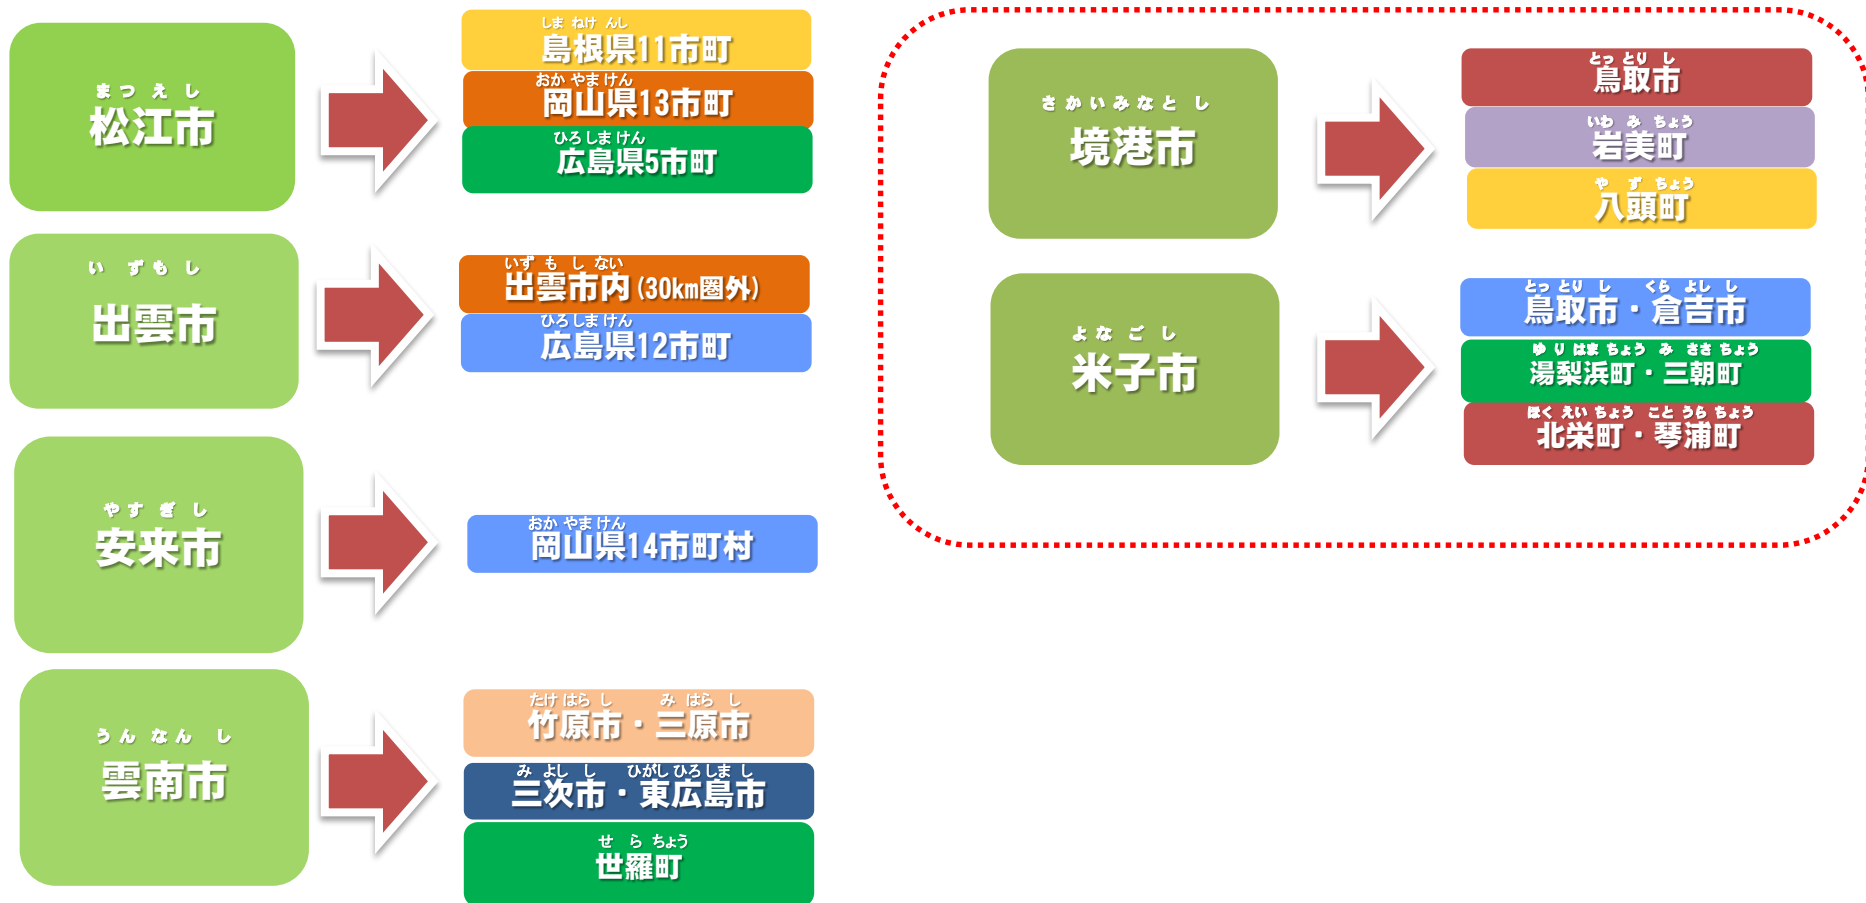 まつえし
松江市
しまねけんし
島根県11市町
おかやまけん
岡山県13市町
ひろしまけん
広島県5市町
いずもし
出雲市
いずもしない
出雲市内(30km圏外)
ひろしまけん
広島県12市町
やすぎし
安来市
おかやまけん
岡山県14市町村
うんなんし
雲南市
たけはらし みはらし
竹原市・三原市
みよしし ひがしひろしまし
三次市・東広島市
せらちょう
世羅町
さかいみなとし
境港市
とっとりし
鳥取市
いわみちょう
岩美町
やずちょう
八頭町
よなごし
米子市
とっとりし くらよしし
鳥取市・倉吉市
ゆりはまちょう みささちょう
湯梨浜町・三朝町
ほくえいちょう ことうらちょう
北栄町・琴浦町